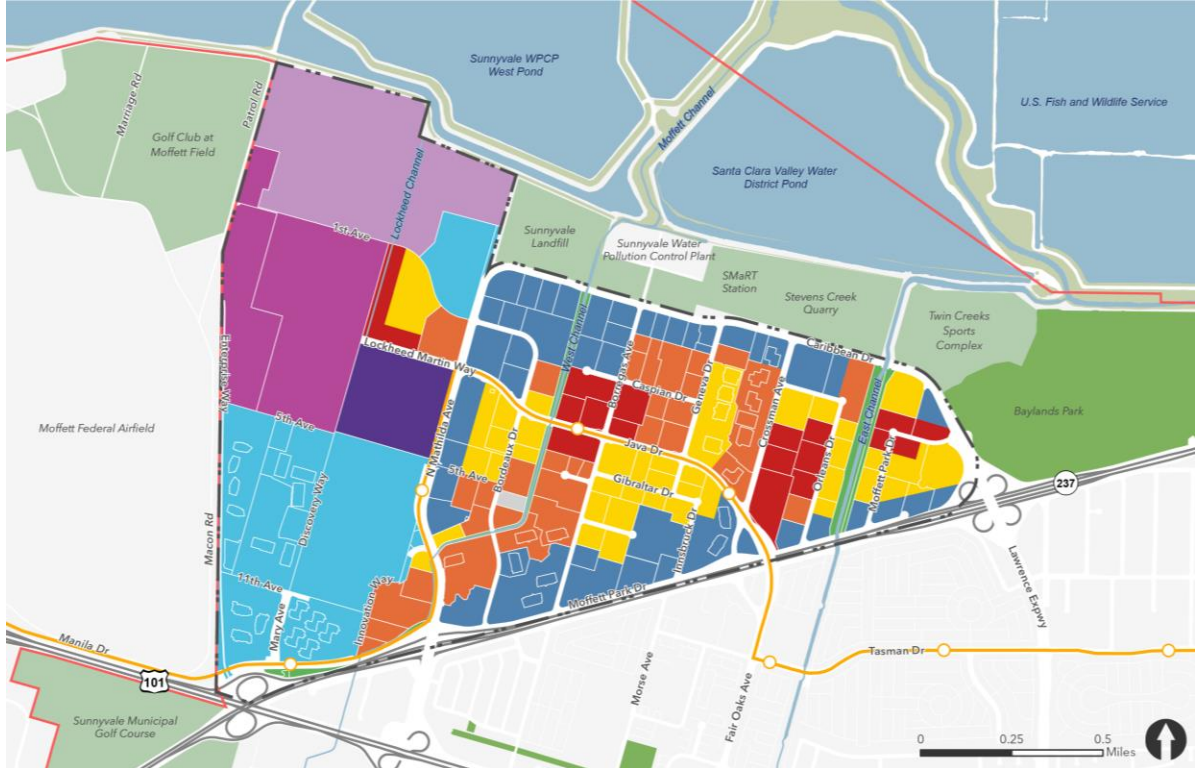 Sunnyvale WPCP
West Pond
U.S. Fish and Wildlife Service
Moffett Channel
Marriage Rd
Patrol Rd
Golf Club at
Moffett Field
Santa Clara Valley Water
District Pond
Lockheed Channel
1st Ave
Sunnyvale
Landfill
Sunnyvale Water
Pollution Control Plant
SMaRT
Station
Stevens Creek
Quarry
Twin Creeks
Sports
Complex
Baylands Park
Enterprise Way
Lockheed Martin Way
West Channel
Borregas Ave
Caspian Dr
Geneva Dr
Caribbean Dr
Crossman Ave
East Channel
Moffett Federal Airfield
5th Ave
N Mathilda Ave
Bordeaux Dr
Java Dr
5th Ave
Gibraltar Dr
Orleans Dr
Moffett Park Dr
237
Discovery Way
Macon Rd
Innsbruck Dr
11th Ave
Mary Ave
Innovation Way
Moffett Park Dr
Lawrence Expwy
Manila Dr
101
Morse Ave
Fair Oaks Ave
Tasman Dr
Sunnyvale Municipal
Golf Course
0 0.25 0.5
Miles